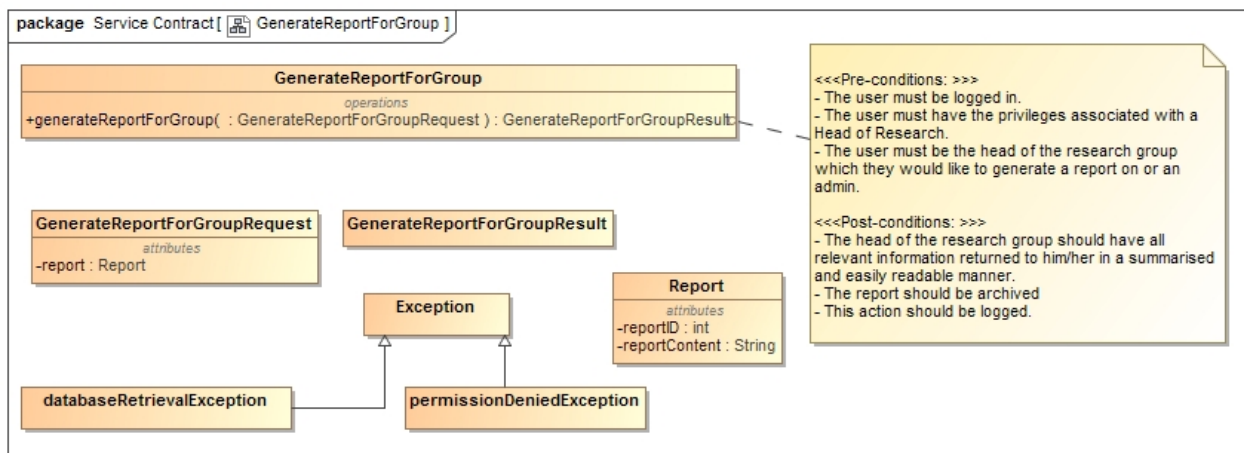 package Service Contract [ GenerateReportForGroup ]
GenerateReportForGroup
operations
+generateReportForGroup( : GenerateReportForGroupRequest ) : GenerateReportForGroupResult
<<<Pre-conditions: >>>
- The user must be logged in.
- The user must have the privileges associated with a
Head of Research.
- The user must be the head of the research group
which they would like to generate a report on or an
admin.
<<<Post-conditions: >>>
- The head of the research group should have all
relevant information returned to him/her in a summarised
and easily readable manner.
- The report should be archived
- This action should be logged.
GenerateReportForGroupRequest
attributes
-report : Report
GenerateReportForGroupResult
Report
attributes
-reportID : int
-reportContent : String
Exception
databaseRetrievalException
permissionDeniedException